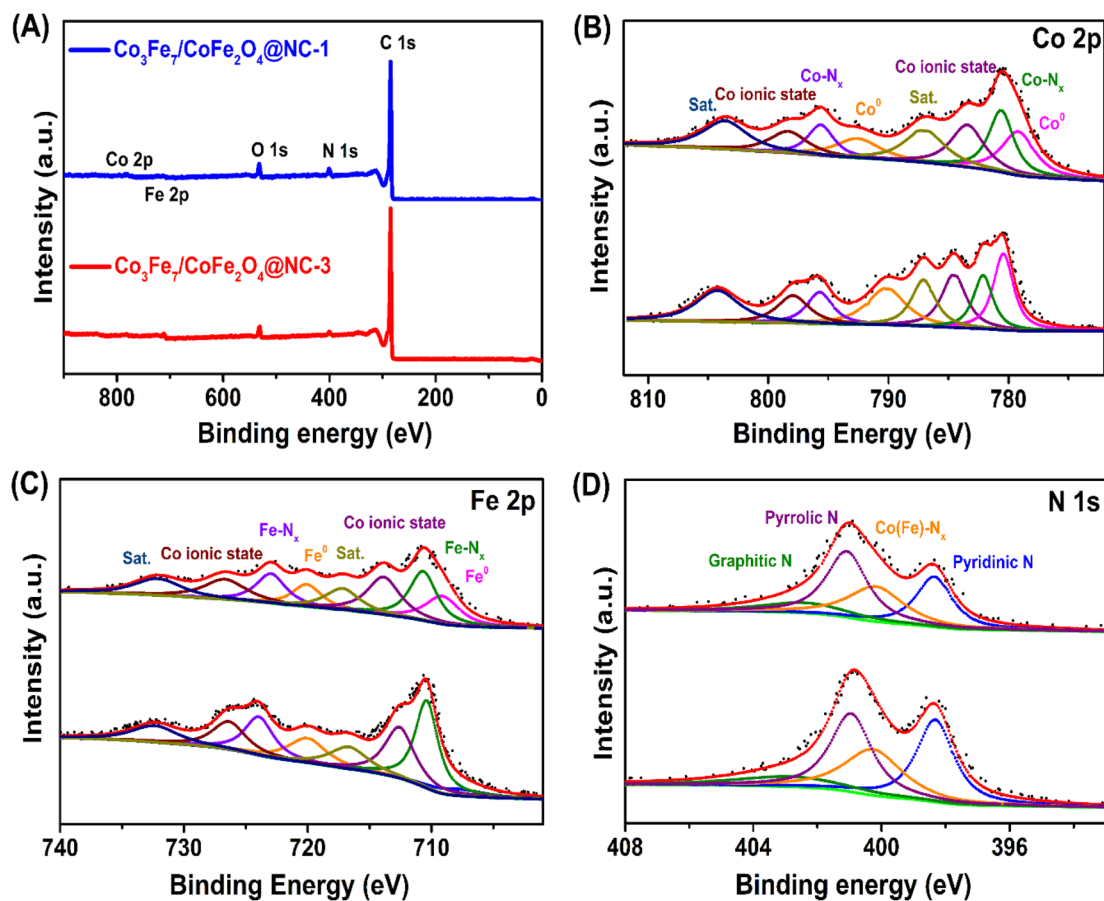 (A)
Co₃Fe₇/CoFe₂O₄@NC-1
C 1s
Co 2p
Fe 2p
O 1s
N 1s
Co₃Fe₇/CoFe₂O₄@NC-3
Intensity (a.u.)
800 600 400 200 0
Binding energy (eV)
(B)
Co 2p
Sat.
Co ionic state
Co-Nₓ
Co⁰
Sat.
Co ionic state
Co-Nₓ
Co⁰
Intensity (a.u.)
810 800 790 780
Binding Energy (eV)
(C)
Fe 2p
Sat.
Co ionic state
Fe-Nₓ
Fe⁰
Sat.
Co ionic state
Fe-Nₓ
Fe⁰
Intensity (a.u.)
740 730 720 710
Binding Energy (eV)
(D)
N 1s
Graphitic N
Pyrrolic N
Co(Fe)-Nₓ
Pyridinic N
Intensity (a.u.)
408 404 400 396
Binding energy (eV)